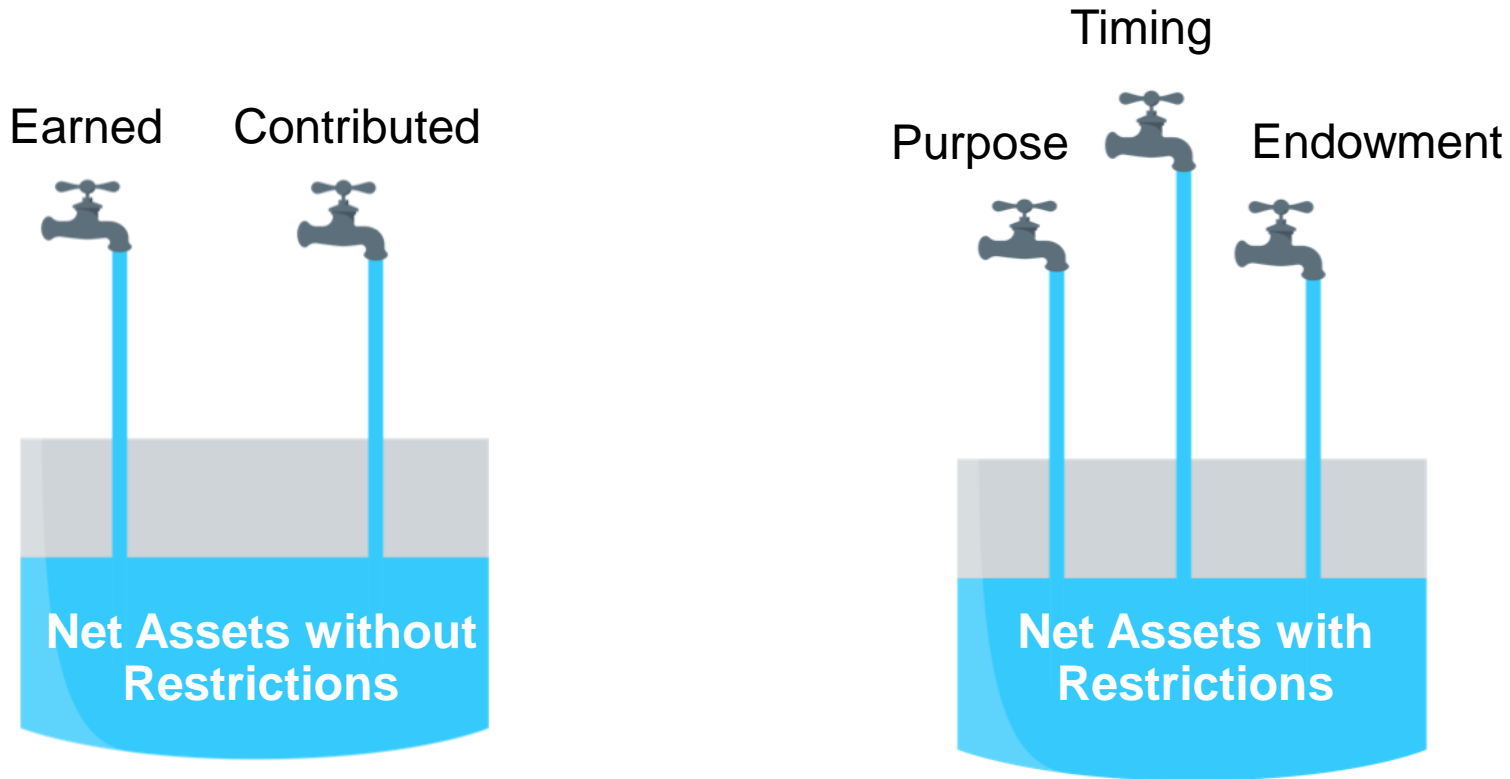 Earned
Contributed
Net Assets without
Restrictions
Timing
Purpose
Endowment
Net Assets with
Restrictions